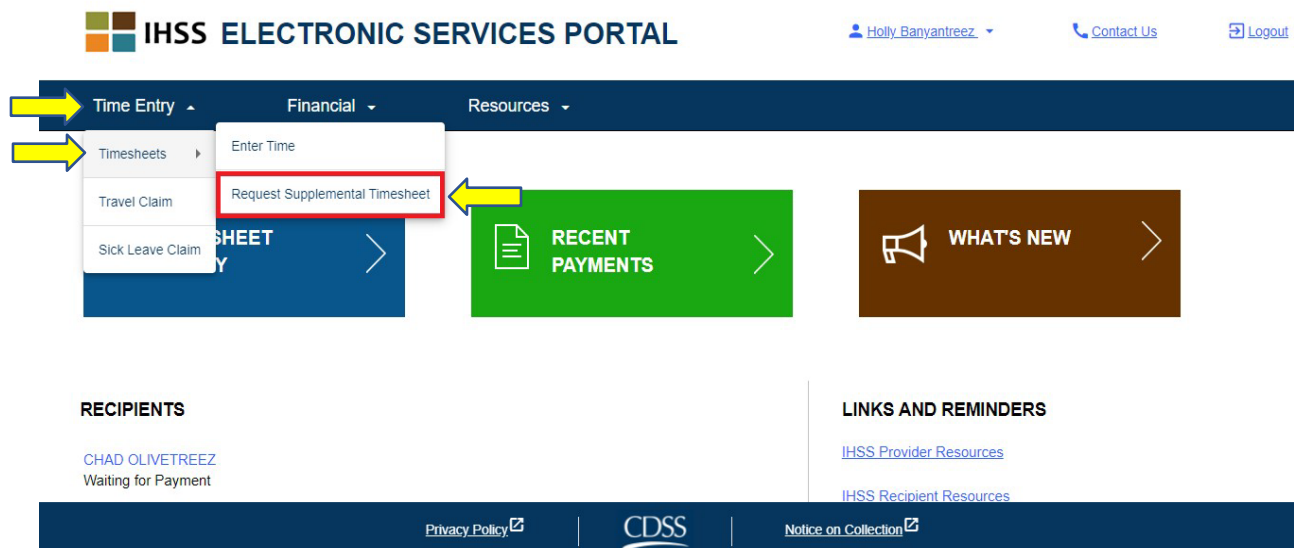 IHSS ELECTRONIC SERVICES PORTAL
Holly Banyantreez
Contact Us
Logout
Time Entry
Financial
Resources
Timesheets
Enter Time
Travel Claim
Request Supplemental Timesheet
Sick Leave Claim
SHEET
Y
RECENT
PAYMENTS
WHAT'S NEW
RECIPIENTS
CHAD OLIVETREEZ
Waiting for Payment
LINKS AND REMINDERS
IHSS Provider Resources
IHSS Recipient Resources
Privacy Policy
CDSS
Notice on Collection